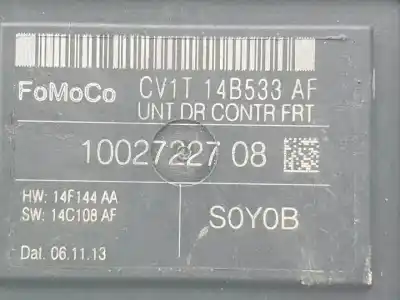 FoMoCo CV1T 14B533 AF
UNT DR CONTR FRT
10027227 08
HW: 14F144 AA
SW: 14C108 AF
S0Y0B
Dat. 06.11.13